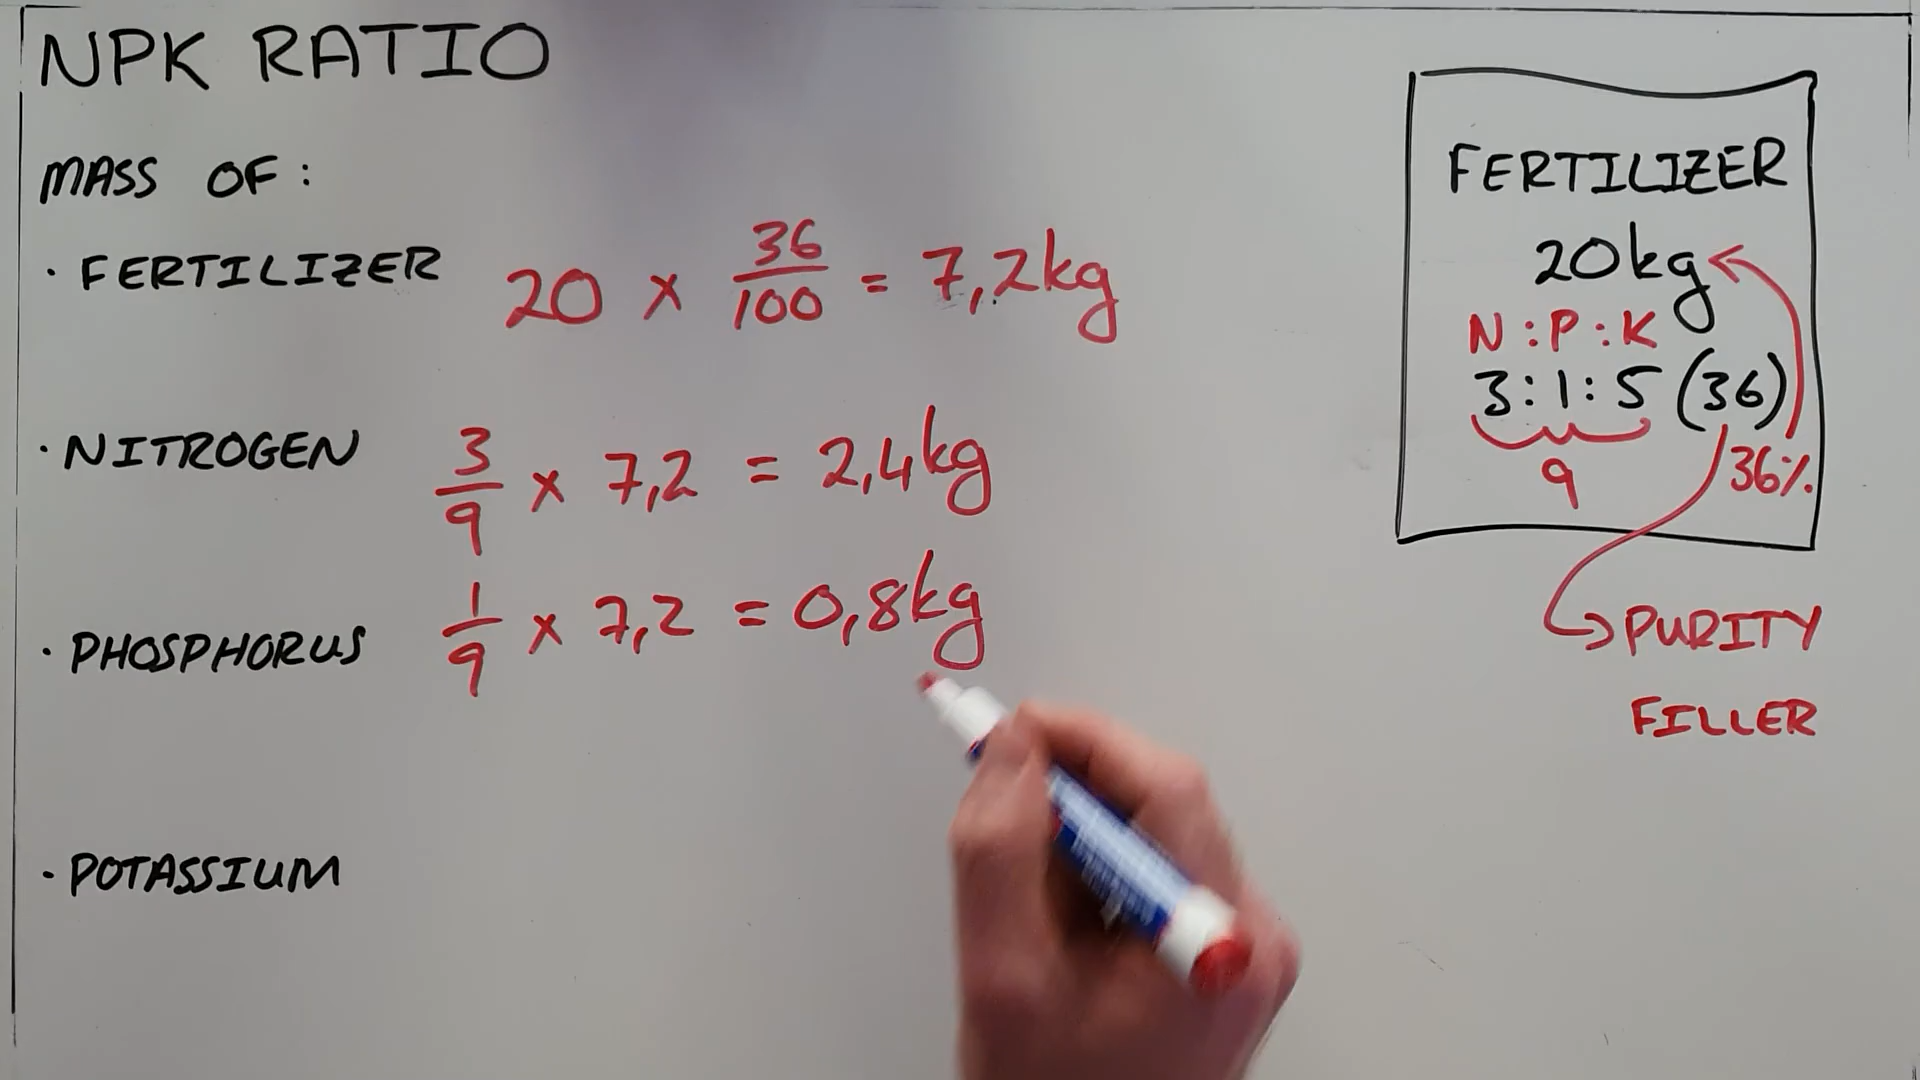 NPK RATIO
MASS OF:
· FERTILIZER 20 × 36/100 = 7,2kg
· NITROGEN 3/9 × 7,2 = 2,4kg
· PHOSPHORUS 1/9 × 7,2 = 0,8kg
· POTASSIUM
FERTILIZER
20kg
N:P:K
3:1:5 (36)
9
36%
PURITY
FILLER